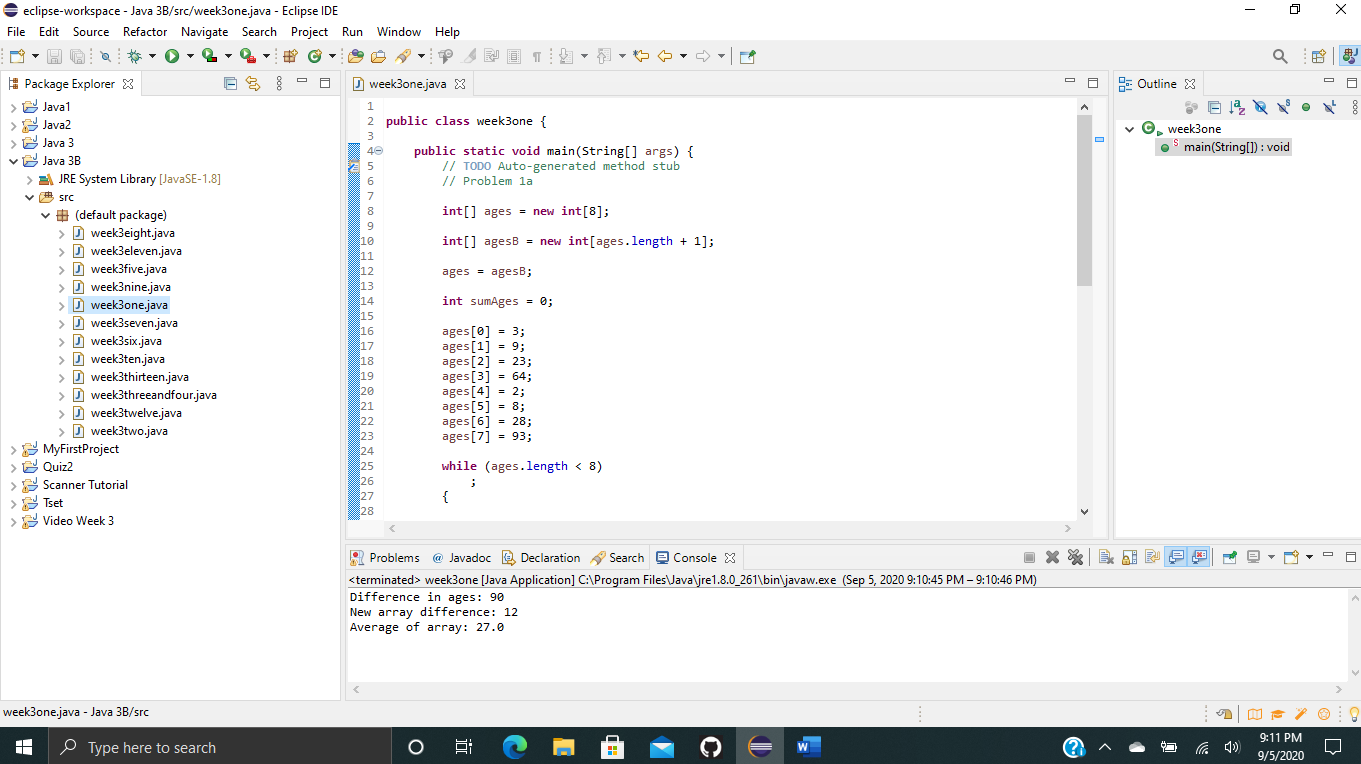 eclipse-workspace - Java 3B/src/week3one.java - Eclipse IDE
File Edit Source Refactor Navigate Search Project Run Window Help
Package Explorer
Java1
Java2
Java 3
Java 3B
JRE System Library [JavaSE-1.8]
src
(default package)
week3eight.java
week3eleven.java
week3five.java
week3nine.java
week3one.java
week3seven.java
week3six.java
week3ten.java
week3thirteen.java
week3threeandfour.java
week3twelve.java
week3two.java
MyFirstProject
Quiz2
Scanner Tutorial
Tset
Video Week 3
week3one.java
1
2 public class week3one {
3
4 public static void main(String[] args) {
5 // TODO Auto-generated method stub
6 // Problem 1a
7
8 int[] ages = new int[8];
9
10 int[] agesB = new int[ages.length + 1];
11
12 ages = agesB;
13
14 int sumAges = 0;
15
16 ages[0] = 3;
17 ages[1] = 9;
18 ages[2] = 23;
19 ages[3] = 64;
20 ages[4] = 2;
21 ages[5] = 8;
22 ages[6] = 28;
23 ages[7] = 93;
24
25 while (ages.length < 8)
26 ;
27 {
28
Outline
week3one
main(String[]) : void
Problems @ Javadoc Declaration Search Console
<terminated> week3one [Java Application] C:\Program Files\Java\jre1.8.0_261\bin\javaw.exe (Sep 5, 2020 9:10:45 PM – 9:10:46 PM)
Difference in ages: 90
New array difference: 12
Average of array: 27.0
week3one.java - Java 3B/src
Type here to search
9:11 PM
9/5/2020